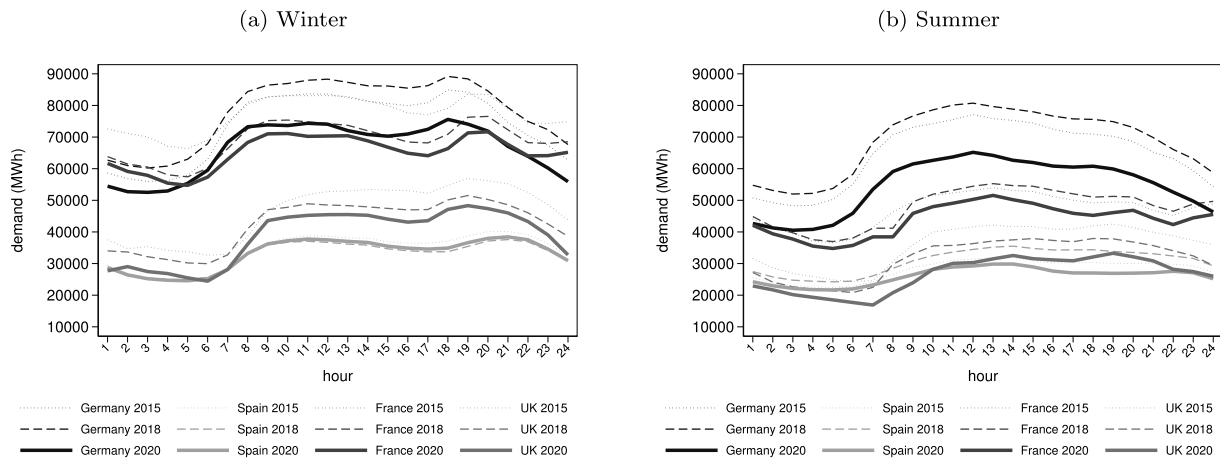 (a) Winter
90000
80000
70000
60000
50000
40000
30000
20000
10000
demand (MWh)
1 2 3 4 5 6 7 8 9 10 11 12 13 14 15 16 17 18 19 20 21 22 23 24
hour
Germany 2015 Spain 2015 France 2015 UK 2015
Germany 2018 Spain 2018 France 2018 UK 2018
Germany 2020 Spain 2020 France 2020 UK 2020
(b) Summer
90000
80000
70000
60000
50000
40000
30000
20000
10000
demand (MWh)
1 2 3 4 5 6 7 8 9 10 11 12 13 14 15 16 17 18 19 20 21 22 23 24
hour
Germany 2015 Spain 2015 France 2015 UK 2015
Germany 2018 Spain 2018 France 2018 UK 2018
Germany 2020 Spain 2020 France 2020 UK 2020